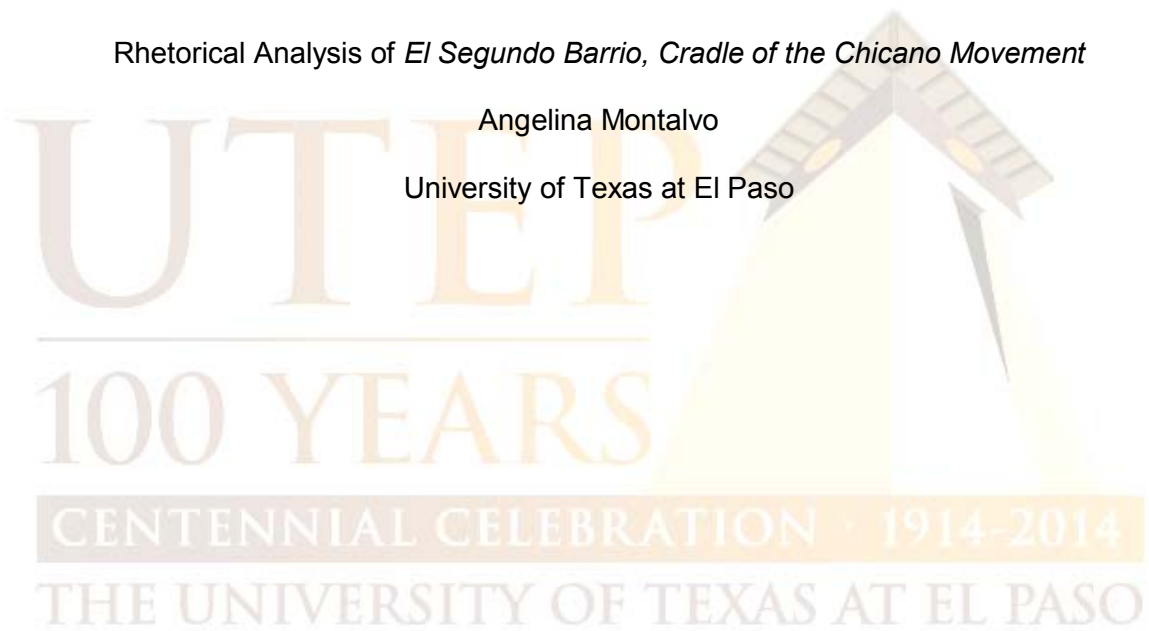 Rhetorical Analysis of El Segundo Barrio, Cradle of the Chicano Movement
Angelina Montalvo
University of Texas at El Paso
UTEP
100 YEARS
CENTENNIAL CELEBRATION · 1914-2014
THE UNIVERSITY OF TEXAS AT EL PASO